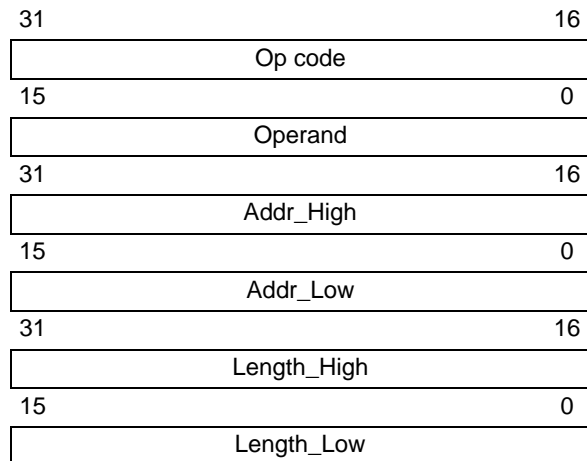 31 16
Op code
15 0
Operand
31 16
Addr_High
15 0
Addr_Low
31 16
Length_High
15 0
Length_Low